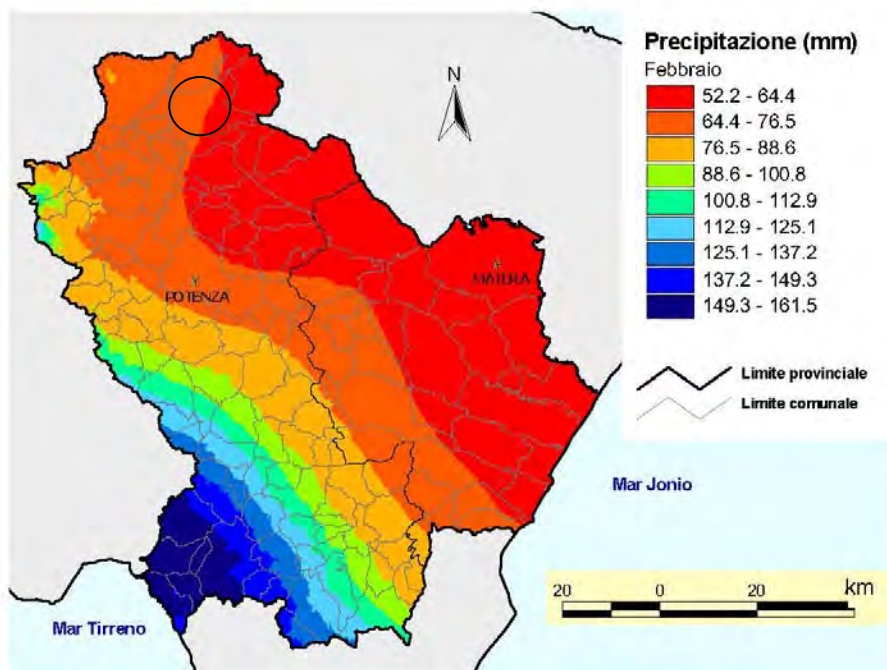 Precipitazione (mm)
Febbraio
52.2 - 64.4
64.4 - 76.5
76.5 - 88.6
88.6 - 100.8
100.8 - 112.9
112.9 - 125.1
125.1 - 137.2
137.2 - 149.3
149.3 - 161.5
N
MATERA
POTENZA
Limite provinciale
Limite comunale
Mar Jonio
20 0 20 km
Mar Tirreno